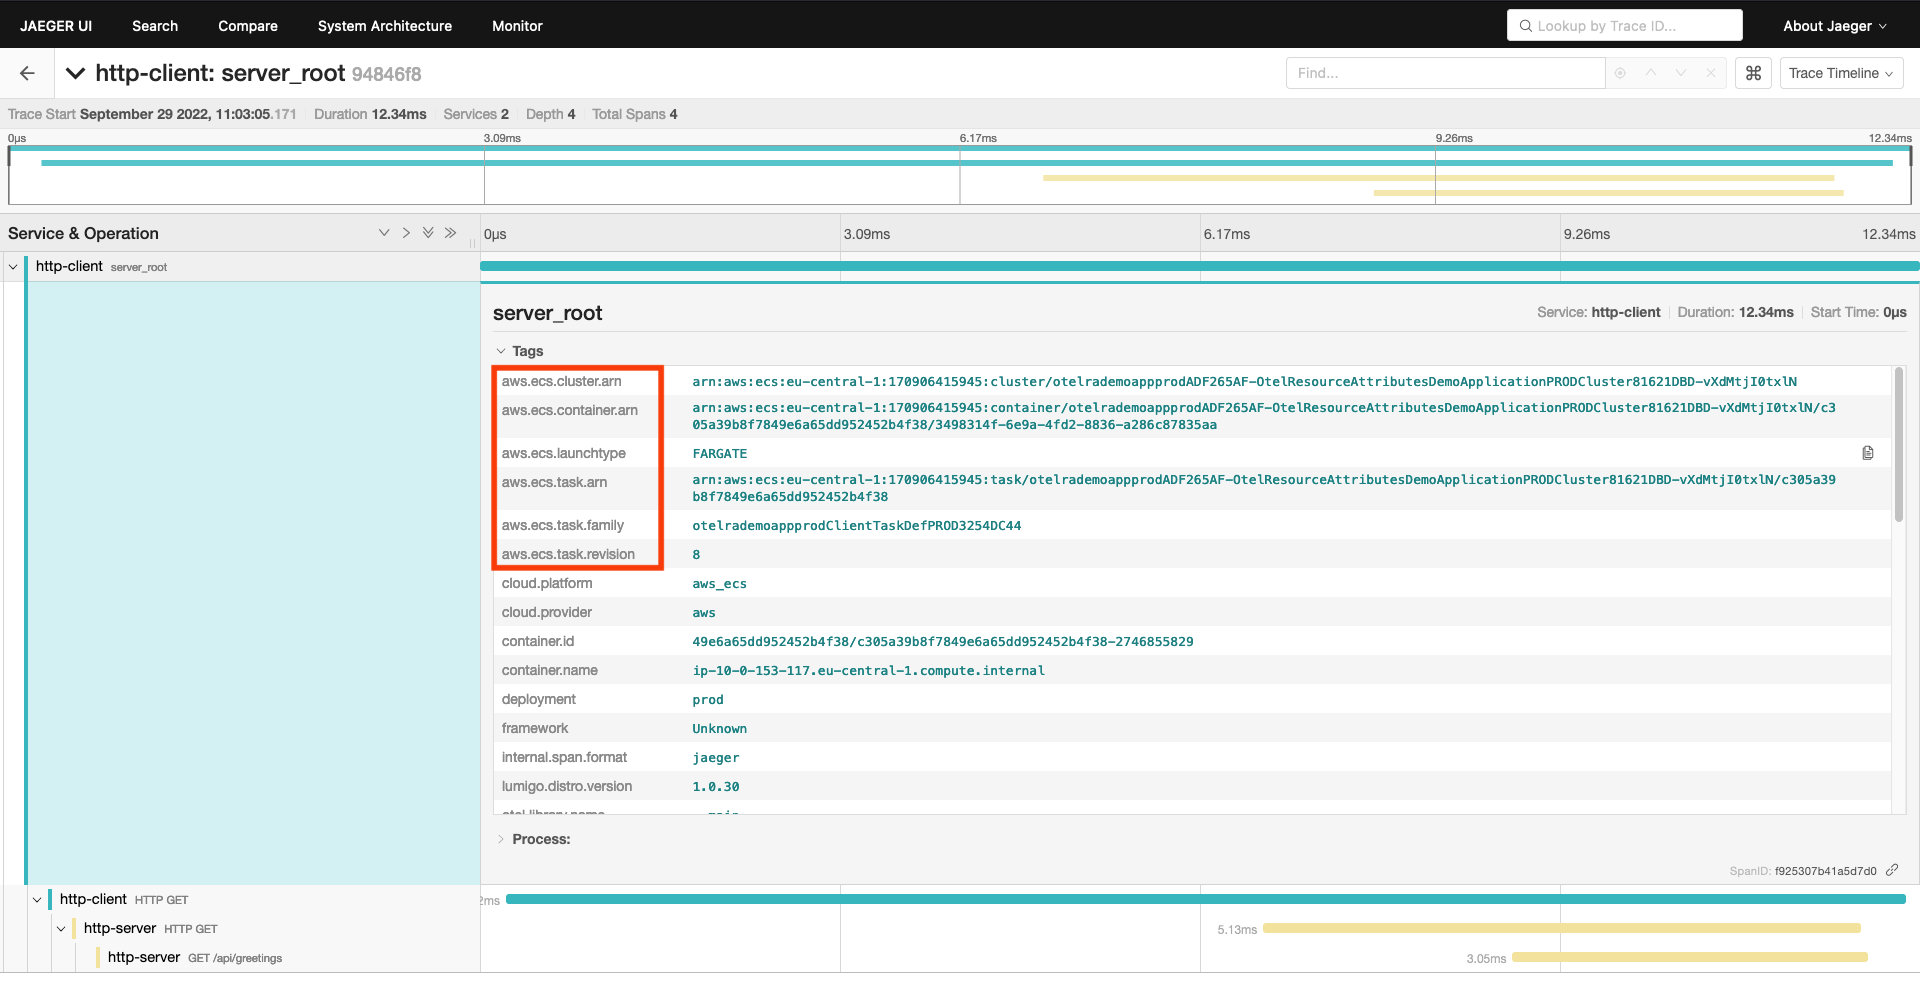 JAEGER UI Search Compare System Architecture Monitor Lookup by Trace ID... About Jaeger
http-client: server_root 94846f8 Find... ⌘ Trace Timeline
Trace Start September 29 2022, 11:03:05.171 Duration 12.34ms Services 2 Depth 4 Total Spans 4
0μs 3.09ms 6.17ms 9.26ms 12.34ms
Service & Operation 0μs 3.09ms 6.17ms 9.26ms 12.34ms
http-client server_root
server_root Service: http-client Duration: 12.34ms Start Time: 0μs
Tags
aws.ecs.cluster.arn arn:aws:ecs:eu-central-1:170906415945:cluster/otelrademoappprodADF265AF-OtelResourceAttributesDemoApplicationPRODCluster81621DBD-vXdMtjI0txlN
aws.ecs.container.arn arn:aws:ecs:eu-central-1:170906415945:container/otelrademoappprodADF265AF-OtelResourceAttributesDemoApplicationPRODCluster81621DBD-vXdMtjI0txlN/c3
05a39b8f7849e6a65dd952452b4f38/3498314f-6e9a-4fd2-8836-a286c87835aa
aws.ecs.launchtype FARGATE
aws.ecs.task.arn arn:aws:ecs:eu-central-1:170906415945:task/otelrademoappprodADF265AF-OtelResourceAttributesDemoApplicationPRODCluster81621DBD-vXdMtjI0txlN/c305a39
b8f7849e6a65dd952452b4f38
aws.ecs.task.family otelrademoappprodClientTaskDefPROD3254DC44
aws.ecs.task.revision 8
cloud.platform aws_ecs
cloud.provider aws
container.id 49e6a65dd952452b4f38/c305a39b8f7849e6a65dd952452b4f38-2746855829
container.name ip-10-0-153-117.eu-central-1.compute.internal
deployment prod
framework Unknown
internal.span.format jaeger
lumigo.distro.version 1.0.30
Process:
SpanID: f925307b41a5d7d0
http-client HTTP GET 2ms
http-server HTTP GET 5.13ms
http-server GET /api/greetings 3.05ms